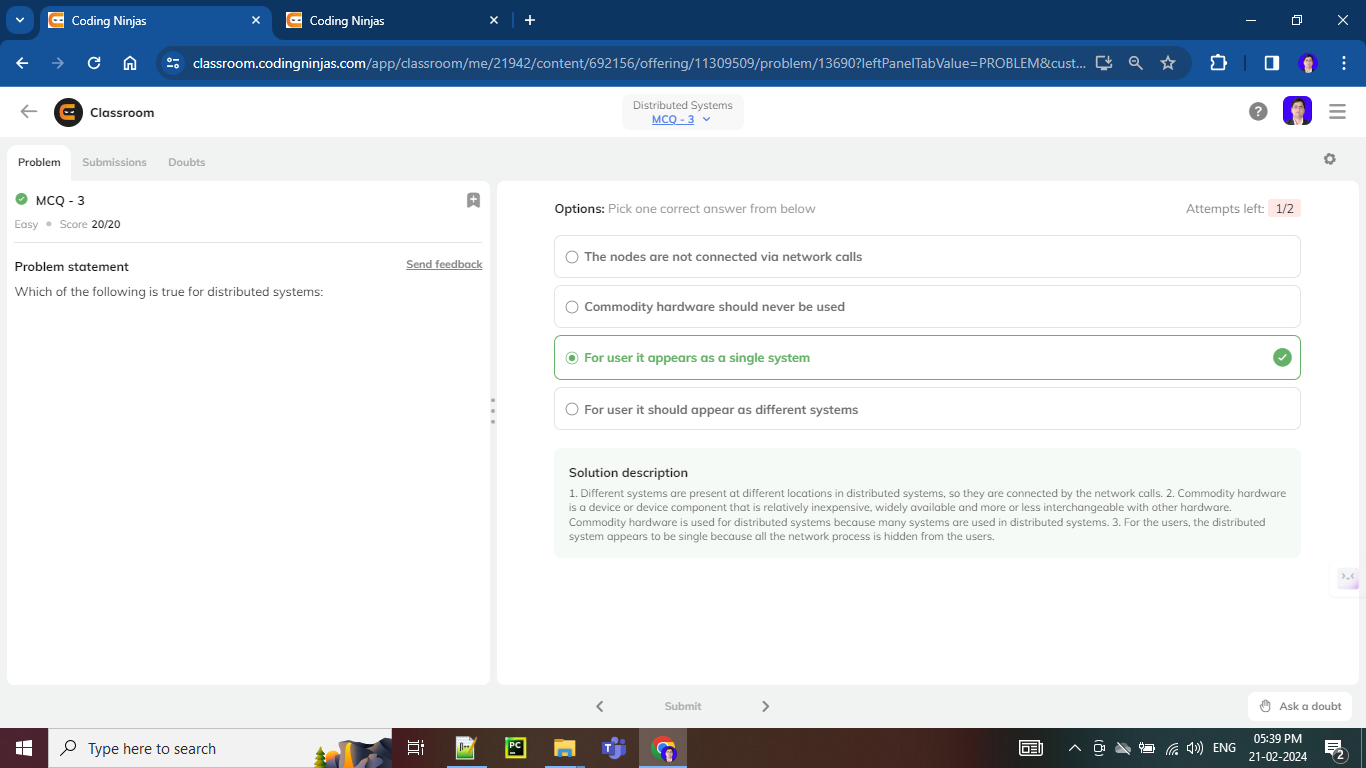 Coding Ninjas
Coding Ninjas
classroom.codingninjas.com/app/classroom/me/21942/content/692156/offering/11309509/problem/13690?leftPanelTabValue=PROBLEM&cust...
Classroom
Distributed Systems
MCQ - 3
Problem
Submissions
Doubts
MCQ - 3
Easy
Score 20/20
Problem statement
Send feedback
Which of the following is true for distributed systems:
Options: Pick one correct answer from below
Attempts left: 1/2
The nodes are not connected via network calls
Commodity hardware should never be used
For user it appears as a single system
For user it should appear as different systems
Solution description
1. Different systems are present at different locations in distributed systems, so they are connected by the network calls. 2. Commodity hardware
is a device or device component that is relatively inexpensive, widely available and more or less interchangeable with other hardware.
Commodity hardware is used for distributed systems because many systems are used in distributed systems. 3. For the users, the distributed
system appears to be single because all the network process is hidden from the users.
Submit
Ask a doubt
Type here to search
PC
ENG
05:39 PM
21-02-2024
2